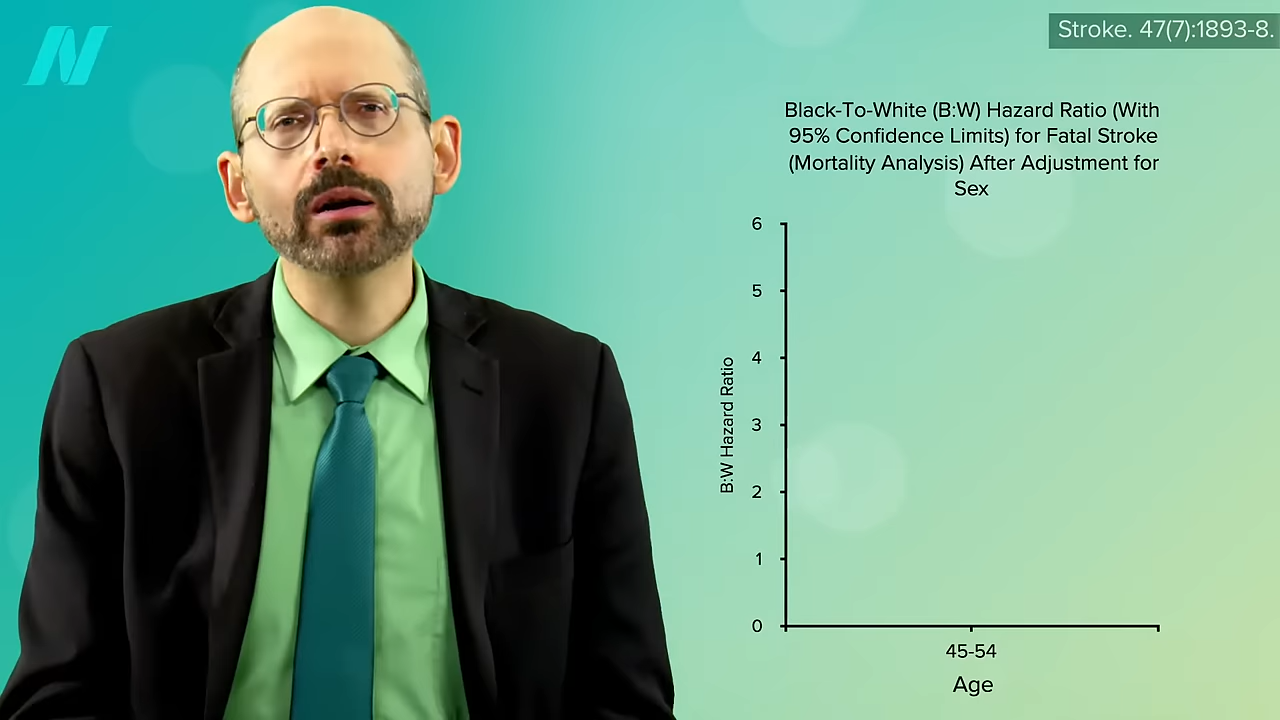 Stroke. 47(7):1893-8.
Black-To-White (B:W) Hazard Ratio (With
95% Confidence Limits) for Fatal Stroke
(Mortality Analysis) After Adjustment for
Sex
6
5
4
3
2
1
0
B:W Hazard Ratio
45-54
Age